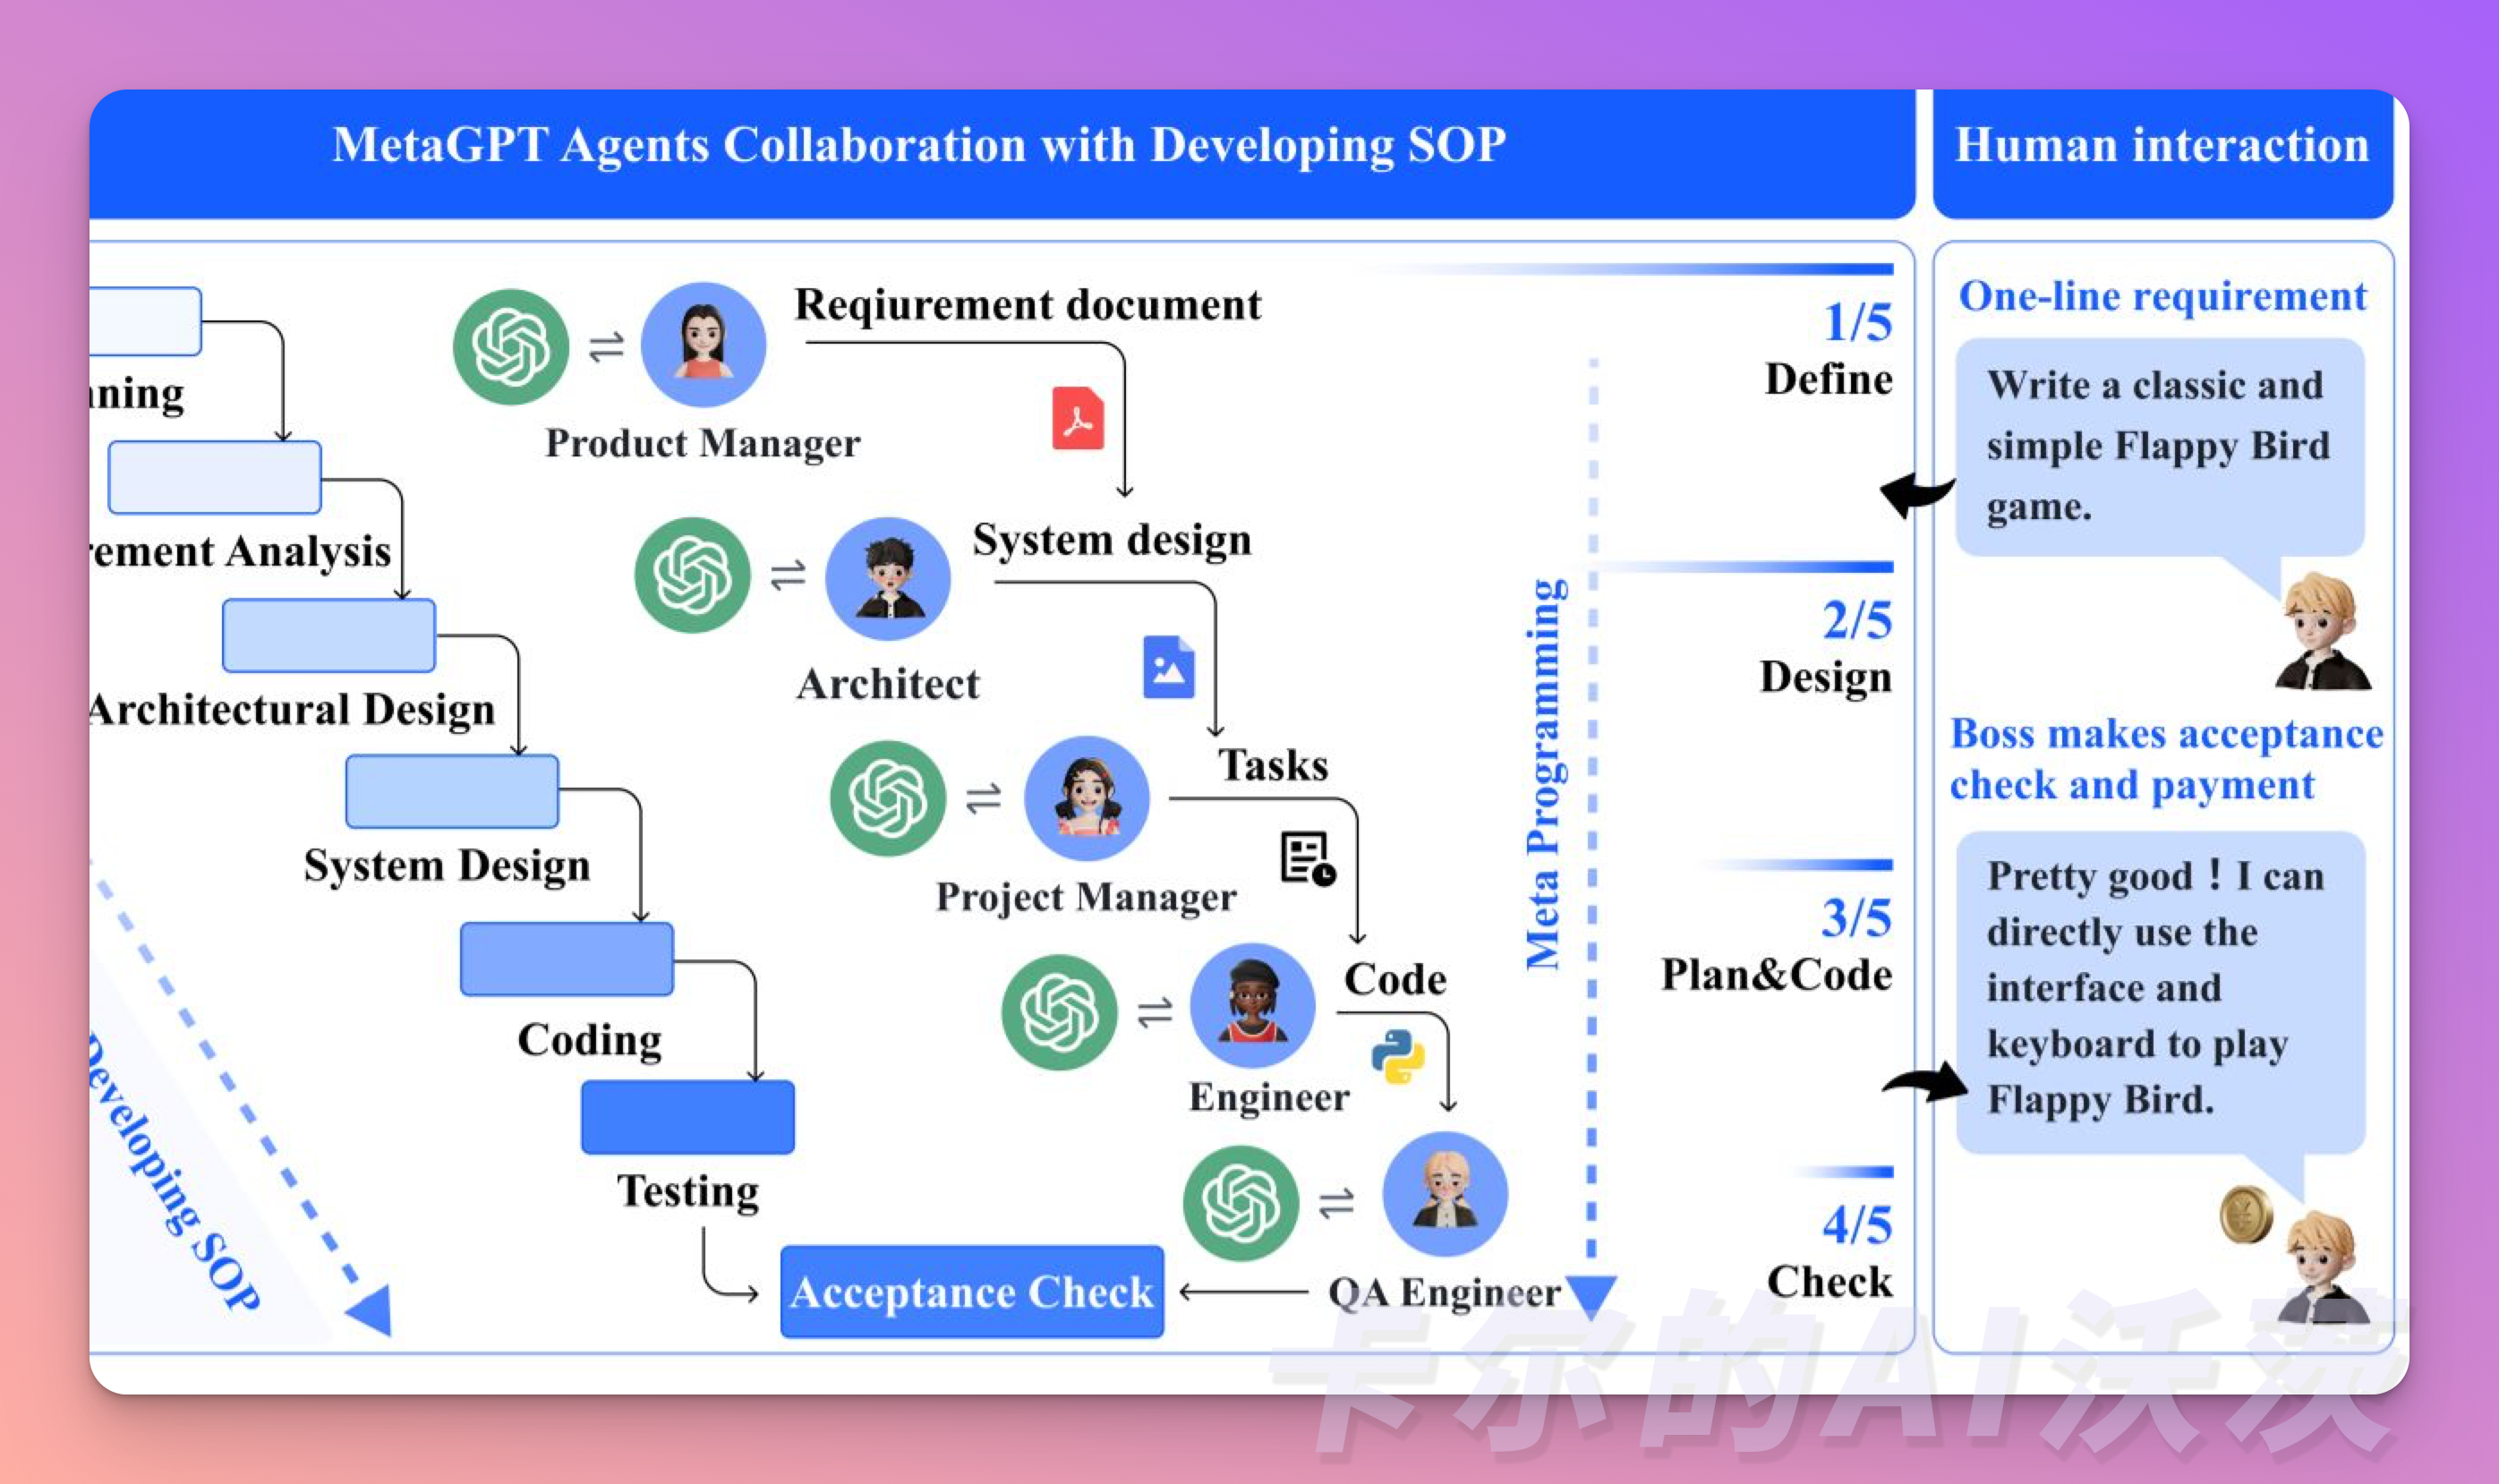 MetaGPT Agents Collaboration with Developing SOP
Human interaction
nning
rement Analysis
Architectural Design
System Design
Coding
Testing
Developing SOP
Reqiurement document
Product Manager
System design
Architect
Tasks
Project Manager
Code
Engineer
QA Engineer
Acceptance Check
Meta Programming
1/5
Define
2/5
Design
3/5
Plan&Code
4/5
Check
One-line requirement
Write a classic and
simple Flappy Bird
game.
Boss makes acceptance
check and payment
Pretty good！I can
directly use the
interface and
keyboard to play
Flappy Bird.
卡尔的AI沃茨